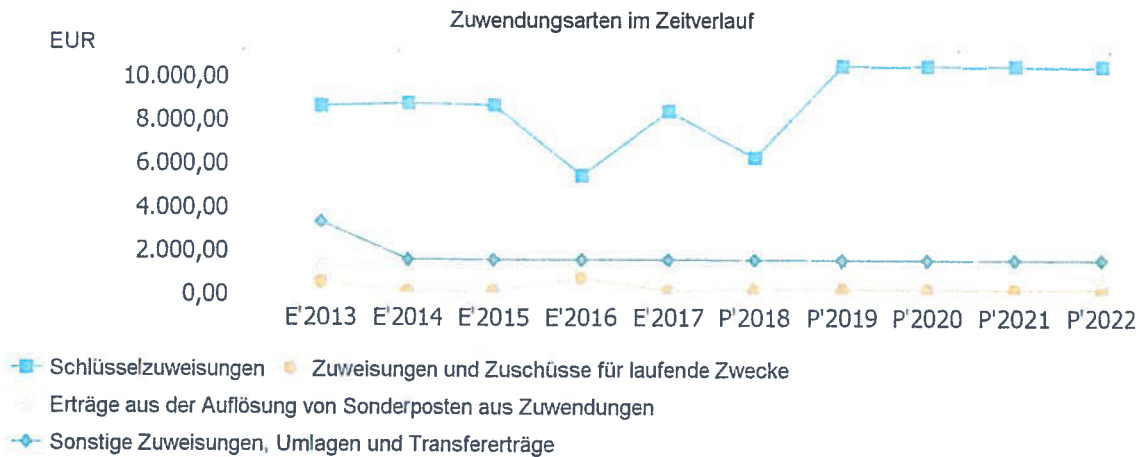 Zuwendungsarten im Zeitverlauf
EUR
10.000,00
8.000,00
6.000,00
4.000,00
2.000,00
0,00
E'2013 E'2014 E'2015 E'2016 E'2017 P'2018 P'2019 P'2020 P'2021 P'2022
Schlüsselzuweisungen Zuweisungen und Zuschüsse für laufende Zwecke
Erträge aus der Auflösung von Sonderposten aus Zuwendungen
Sonstige Zuweisungen, Umlagen und Transfererträge